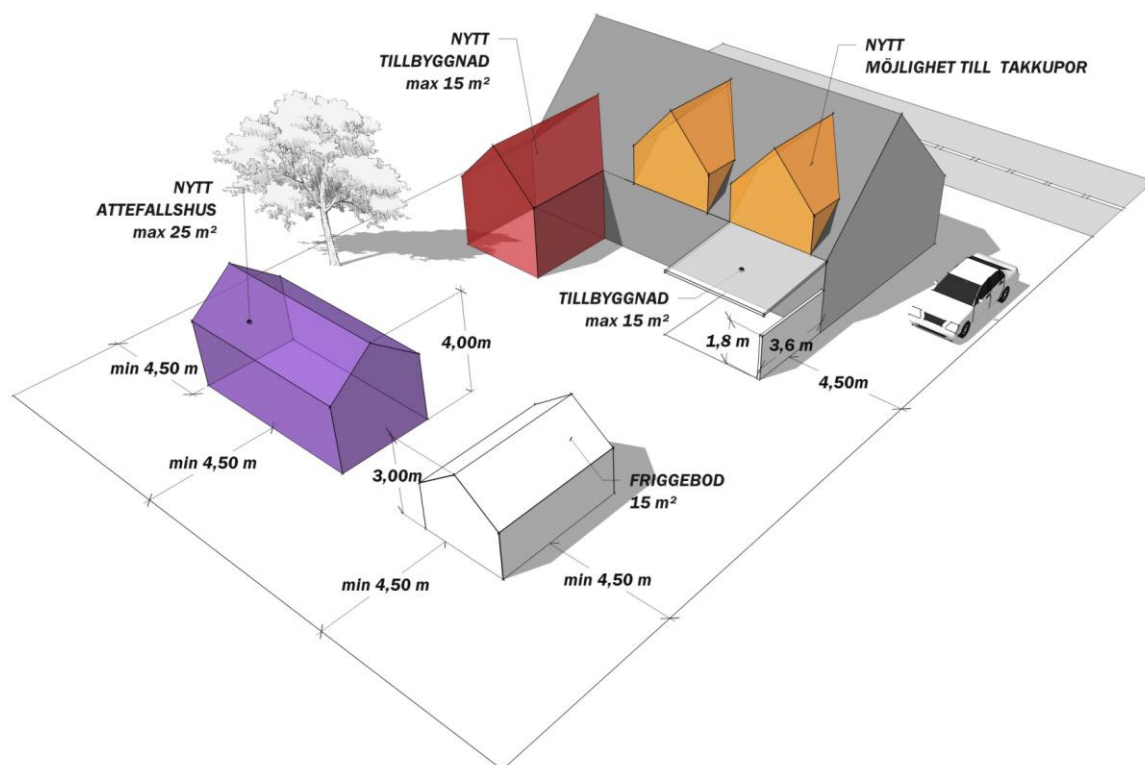 NYTT
TILLBYGGNAD
max 15 m²
NYTT
MÖJLIGHET TILL TAKKUPOR
NYTT
ATTEFALLSHUS
max 25 m²
TILLBYGGNAD
max 15 m²
4,00m
1,8 m
3,6 m
4,50m
min 4,50 m
min 4,50 m
3,00m
FRIGGEBOD
15 m²
min 4,50 m
min 4,50 m